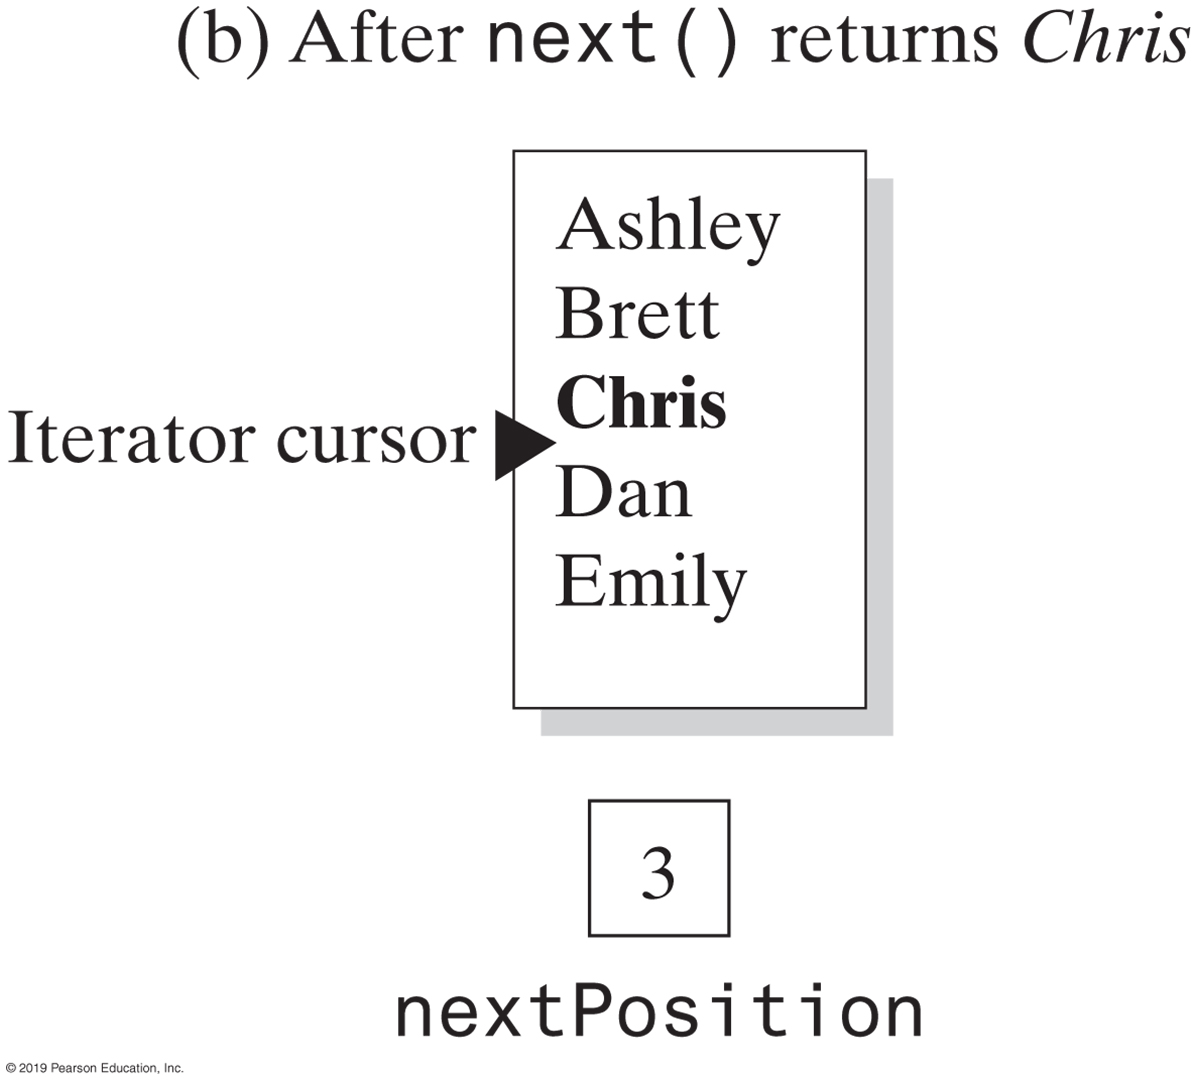 (b) After next() returns Chris
Ashley
Brett
Chris
Iterator cursor
Dan
Emily
3
nextPosition
© 2019 Pearson Education, Inc.